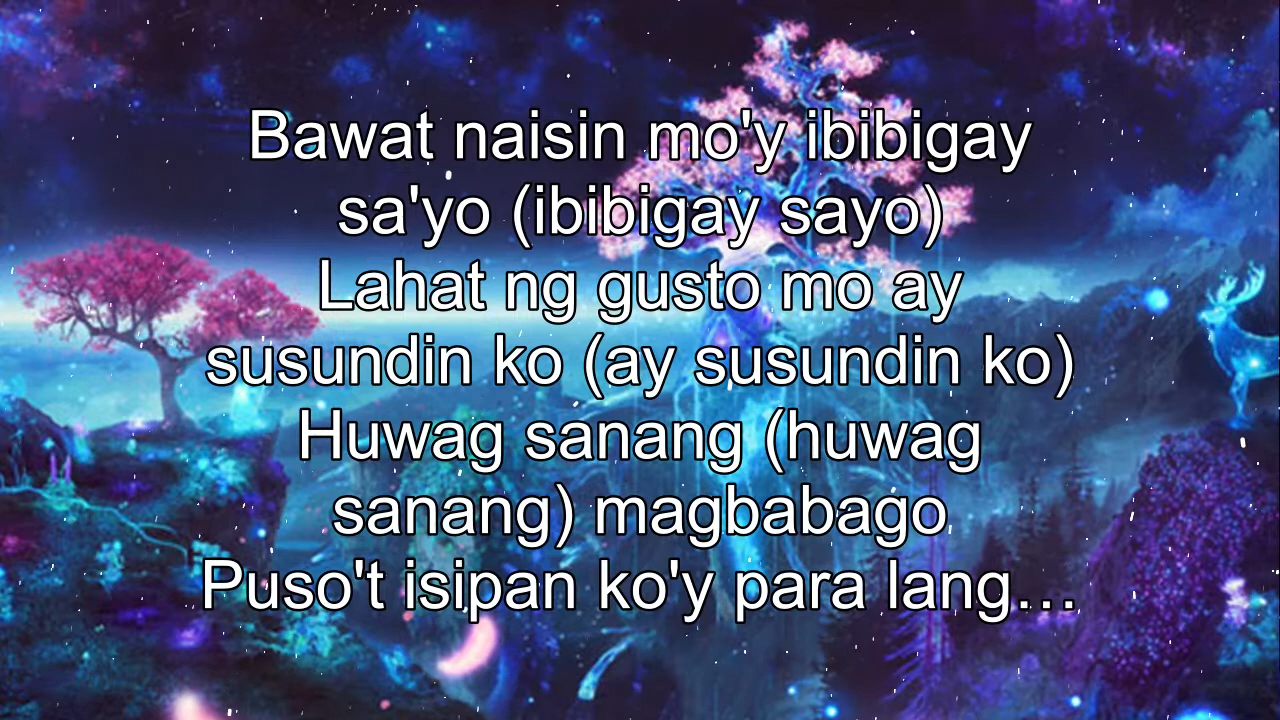 Bawat naisin mo'y ibibigay
sa'yo (ibibigay sayo)
Lahat ng gusto mo ay
susundin ko (ay susundin ko)
Huwag sanang (huwag
sanang) magbabago
Puso't isipan ko'y para lang…